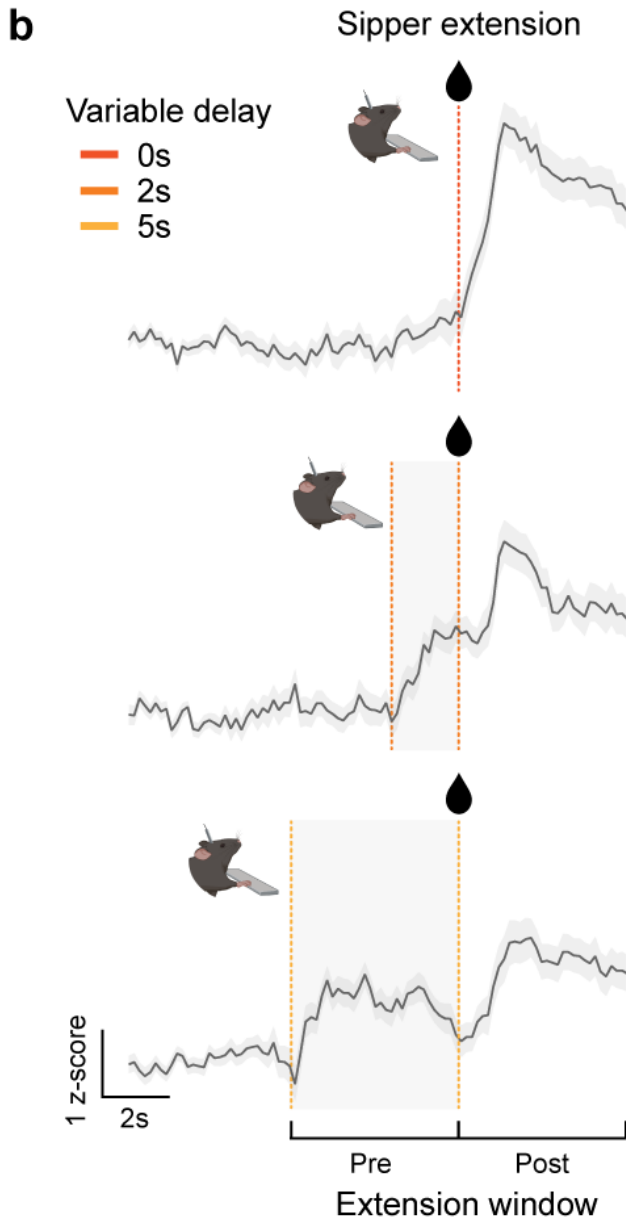 b
Sipper extension
Variable delay
0s
2s
5s
1 z-score
2s
Pre
Post
Extension window